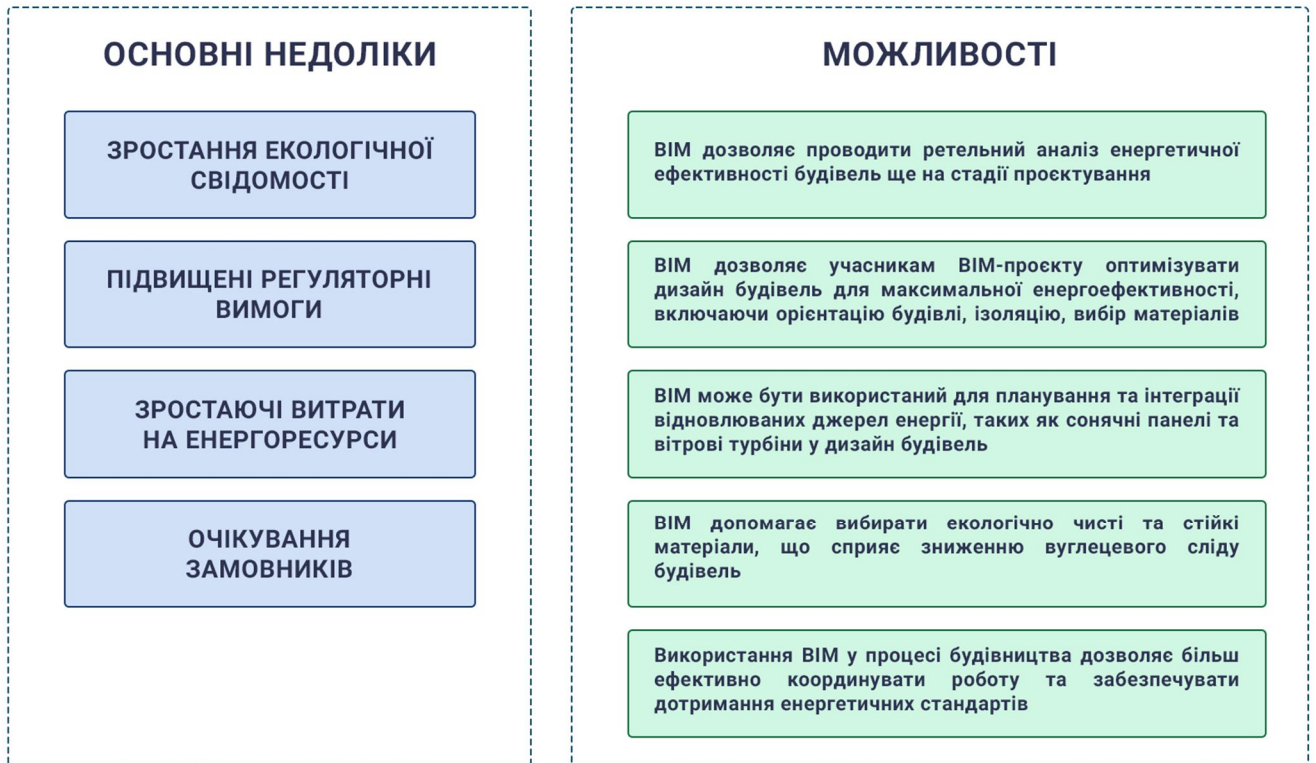 ОСНОВНІ НЕДОЛІКИ
ЗРОСТАННЯ ЕКОЛОГІЧНОЇ
СВІДОМОСТІ
ПІДВИЩЕНІ РЕГУЛЯТОРНІ
ВИМОГИ
ЗРОСТАЮЧІ ВИТРАТИ
НА ЕНЕРГОРЕСУРСИ
ОЧІКУВАННЯ
ЗАМОВНИКІВ
МОЖЛИВОСТІ
BIM дозволяє проводити ретельний аналіз енергетичної
ефективності будівель ще на стадії проєктування
BIM дозволяє учасникам BIM-проєкту оптимізувати
дизайн будівель для максимальної енергоефективності,
включаючи орієнтацію будівлі, ізоляцію, вибір матеріалів
BIM може бути використаний для планування та інтеграції
відновлюваних джерел енергії, таких як сонячні панелі та
вітрові турбіни у дизайн будівель
BIM допомагає вибирати екологічно чисті та стійкі
матеріали, що сприяє зниженню вуглецевого сліду
будівель
Використання BIM у процесі будівництва дозволяє більш
ефективно координувати роботу та забезпечувати
дотримання енергетичних стандартів